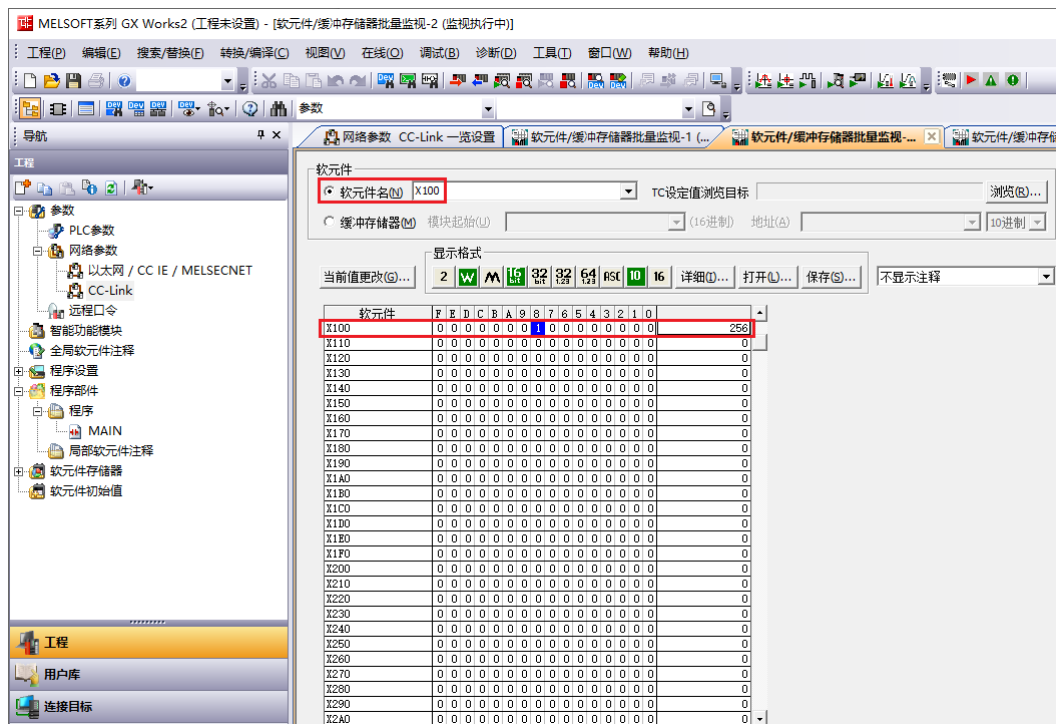 MELSOFT系列 GX Works2 (工程未设置) - [软元件/缓冲存储器批量监视-2 (监视执行中)]
工程(P) 编辑(E) 搜索/替换(F) 转换/编译(C) 视图(V) 在线(O) 调试(B) 诊断(D) 工具(T) 窗口(W) 帮助(H)
参数
导航
网络参数 CC-Link 一览设置 软元件/缓冲存储器批量监视-1 (... 软元件/缓冲存储器批量监视-... 软元件/缓冲存储
工程
参数
PLC参数
网络参数
以太网 / CC IE / MELSECNET
CC-Link
远程口令
智能功能模块
全局软元件注释
程序设置
程序部件
程序
MAIN
局部软元件注释
软元件存储器
软元件初始值
工程
用户库
连接目标
软元件
软元件名(N) X100 TC设定值浏览目标 浏览(R)...
缓冲存储器(M) 模块起始(U) (16进制) 地址(A) 10进制
显示格式
当前值更改(G)... 2 W M 16bit 32bit 32 1.23 64 1.23 ASC 10 16 详细(I)... 打开(L)... 保存(S)... 不显示注释
软元件 F E D C B A 9 8 7 6 5 4 3 2 1 0
X100 0 0 0 0 0 0 0 1 0 0 0 0 0 0 0 0 256
X110 0 0 0 0 0 0 0 0 0 0 0 0 0 0 0 0 0
X120 0 0 0 0 0 0 0 0 0 0 0 0 0 0 0 0 0
X130 0 0 0 0 0 0 0 0 0 0 0 0 0 0 0 0 0
X140 0 0 0 0 0 0 0 0 0 0 0 0 0 0 0 0 0
X150 0 0 0 0 0 0 0 0 0 0 0 0 0 0 0 0 0
X160 0 0 0 0 0 0 0 0 0 0 0 0 0 0 0 0 0
X170 0 0 0 0 0 0 0 0 0 0 0 0 0 0 0 0 0
X180 0 0 0 0 0 0 0 0 0 0 0 0 0 0 0 0 0
X190 0 0 0 0 0 0 0 0 0 0 0 0 0 0 0 0 0
X1A0 0 0 0 0 0 0 0 0 0 0 0 0 0 0 0 0 0
X1B0 0 0 0 0 0 0 0 0 0 0 0 0 0 0 0 0 0
X1C0 0 0 0 0 0 0 0 0 0 0 0 0 0 0 0 0 0
X1D0 0 0 0 0 0 0 0 0 0 0 0 0 0 0 0 0 0
X1E0 0 0 0 0 0 0 0 0 0 0 0 0 0 0 0 0 0
X1F0 0 0 0 0 0 0 0 0 0 0 0 0 0 0 0 0 0
X200 0 0 0 0 0 0 0 0 0 0 0 0 0 0 0 0 0
X210 0 0 0 0 0 0 0 0 0 0 0 0 0 0 0 0 0
X220 0 0 0 0 0 0 0 0 0 0 0 0 0 0 0 0 0
X230 0 0 0 0 0 0 0 0 0 0 0 0 0 0 0 0 0
X240 0 0 0 0 0 0 0 0 0 0 0 0 0 0 0 0 0
X250 0 0 0 0 0 0 0 0 0 0 0 0 0 0 0 0 0
X260 0 0 0 0 0 0 0 0 0 0 0 0 0 0 0 0 0
X270 0 0 0 0 0 0 0 0 0 0 0 0 0 0 0 0 0
X280 0 0 0 0 0 0 0 0 0 0 0 0 0 0 0 0 0
X290 0 0 0 0 0 0 0 0 0 0 0 0 0 0 0 0 0
X2A0 0 0 0 0 0 0 0 0 0 0 0 0 0 0 0 0 0